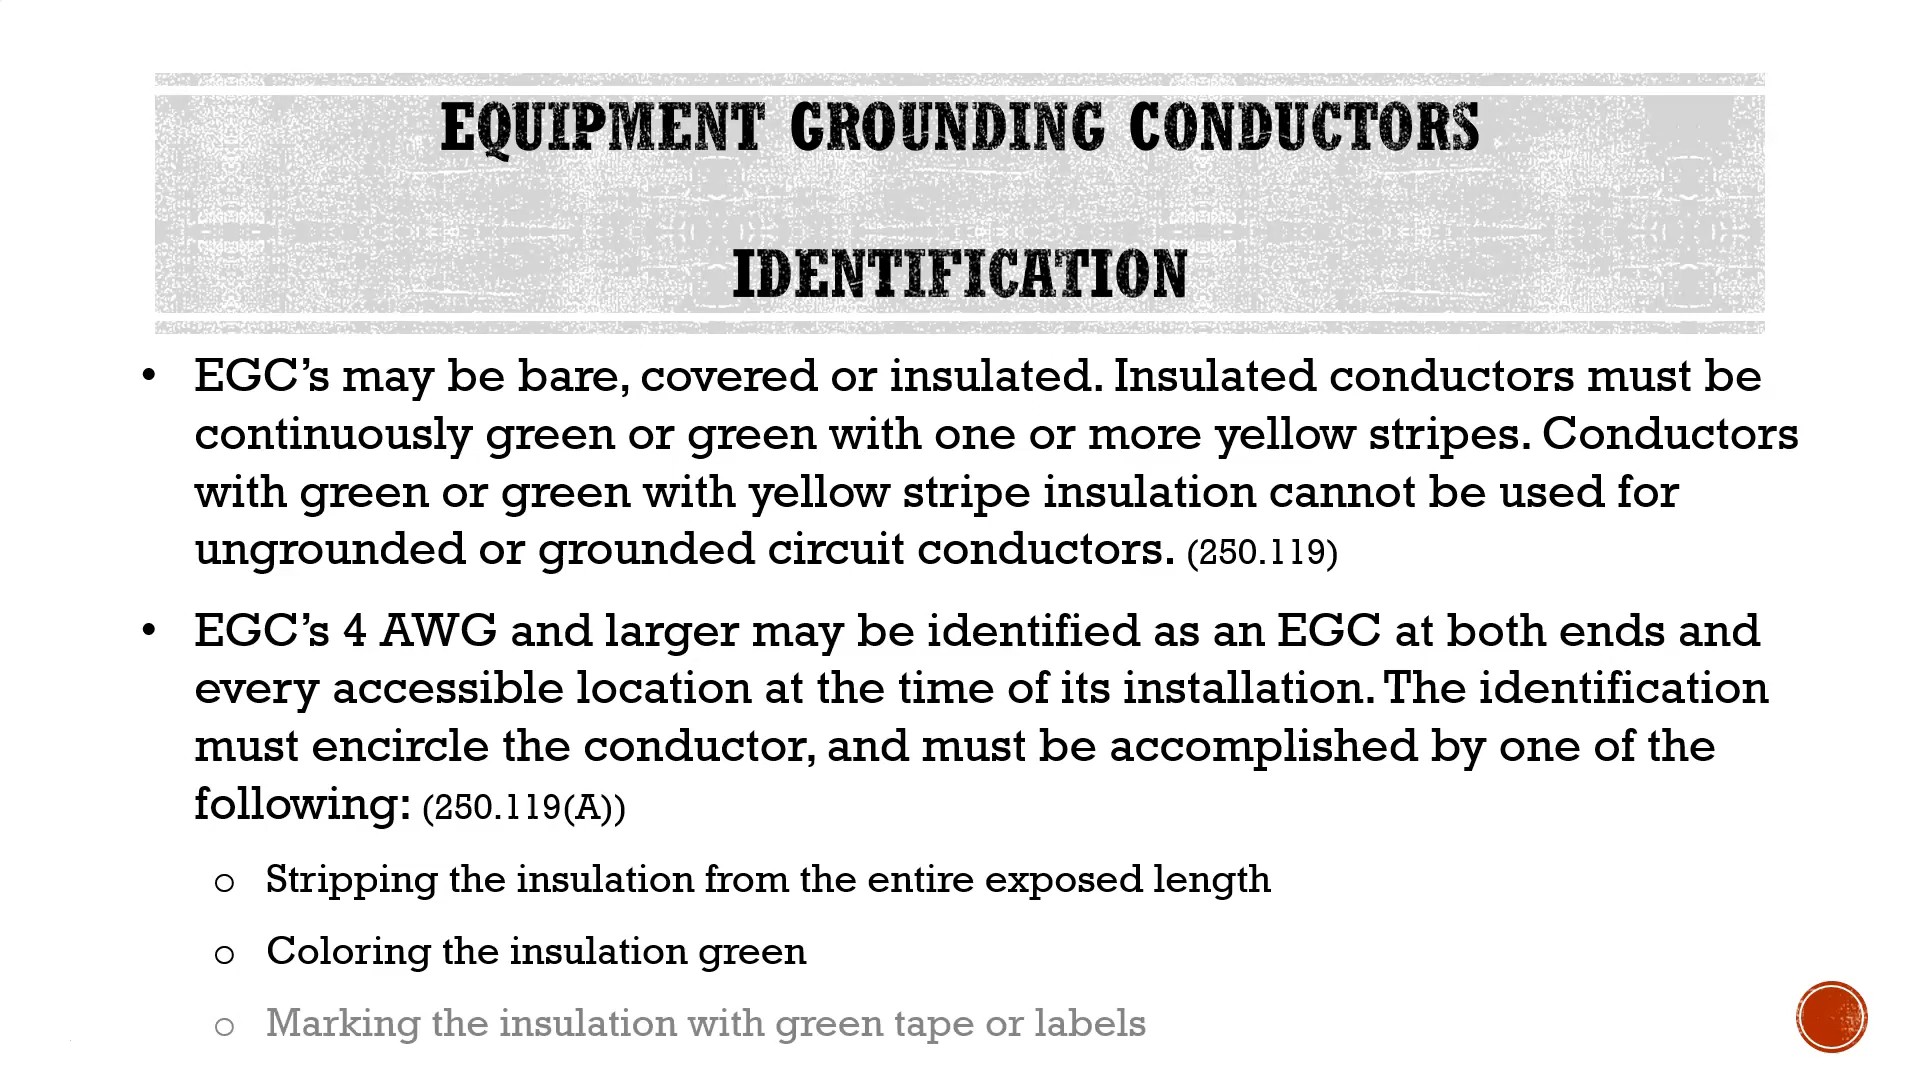 EQUIPMENT GROUNDING CONDUCTORS
IDENTIFICATION
• EGC’s may be bare, covered or insulated. Insulated conductors must be
continuously green or green with one or more yellow stripes. Conductors
with green or green with yellow stripe insulation cannot be used for
ungrounded or grounded circuit conductors. (250.119)
• EGC’s 4 AWG and larger may be identified as an EGC at both ends and
every accessible location at the time of its installation. The identification
must encircle the conductor, and must be accomplished by one of the
following: (250.119(A))
o Stripping the insulation from the entire exposed length
o Coloring the insulation green
o Marking the insulation with green tape or labels